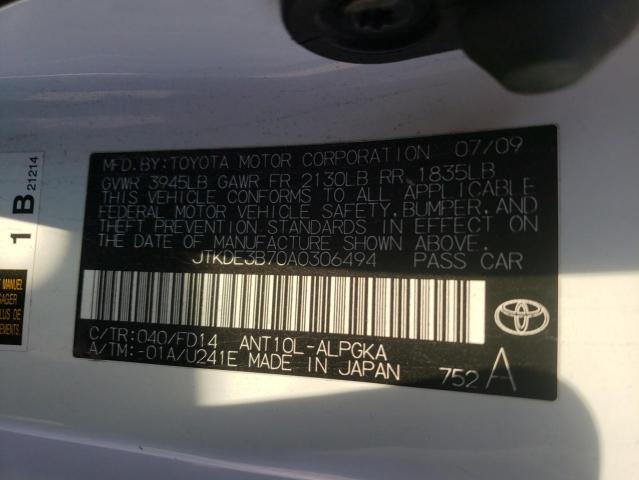 MFD.BY:TOYOTA MOTOR CORPORATION 07/09
GVWR 3945LB GAWR FR 2130LB RR 1835LB
THIS VEHICLE CONFORMS TO ALL APPLICABLE
FEDERAL MOTOR VEHICLE SAFETY, BUMPER, AND
THEFT PREVENTION STANDARDS IN EFFECT ON
THE DATE OF MANUFACTURE SHOWN ABOVE.
JTKDE3B70A0306494 PASS CAR
C/TR:040/FD14 ANT10L-ALPGKA
A/TM:-01A/U241E MADE IN JAPAN 752 A
1 B 21214
MANUEL